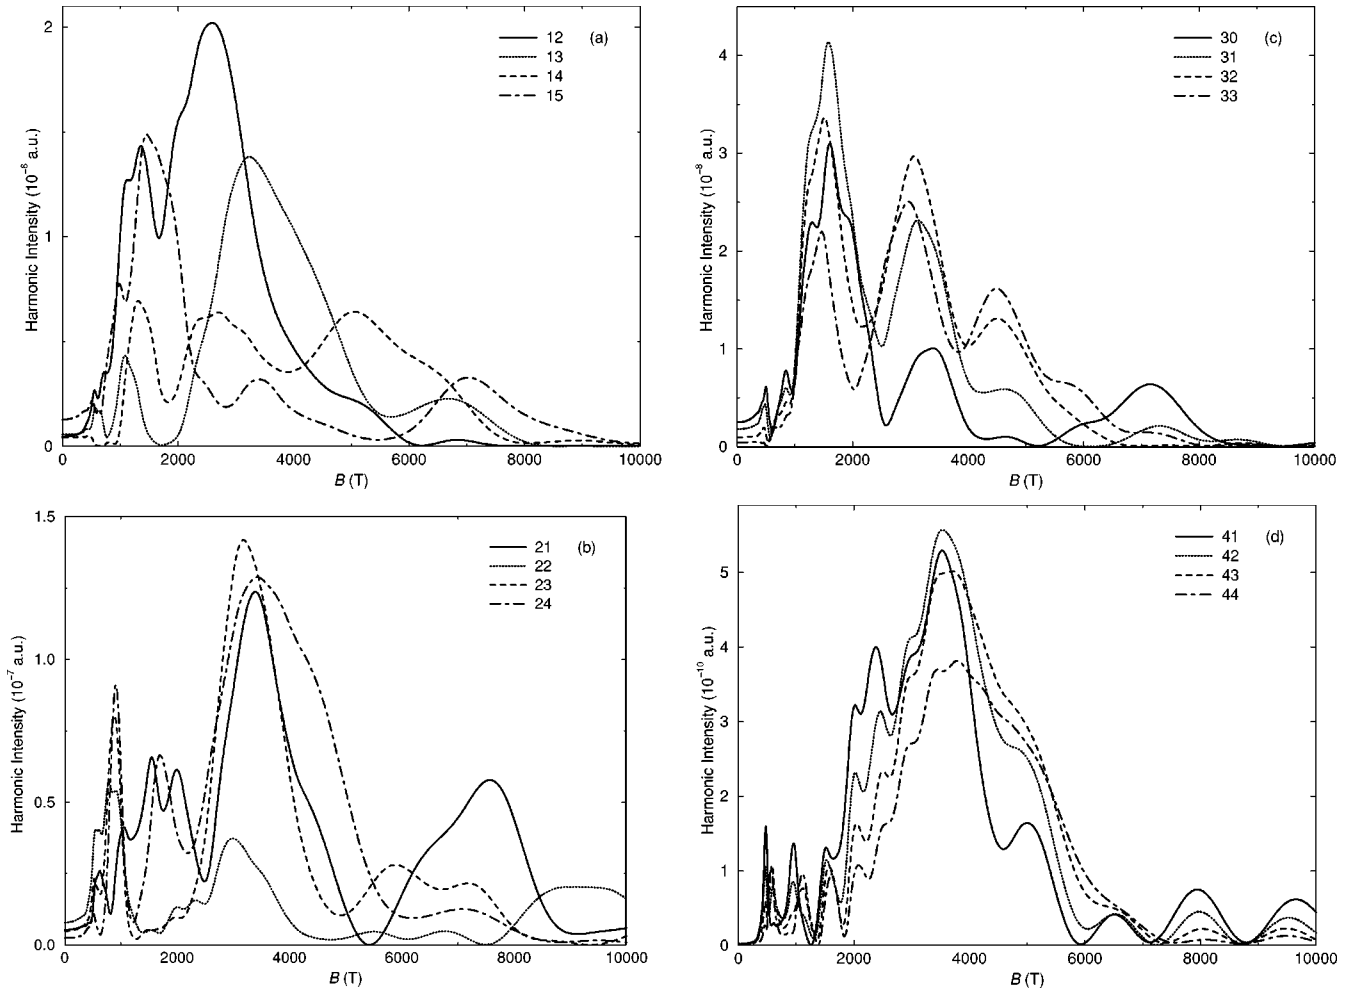 2
1
0
0 2000 4000 6000 8000 10000
Harmonic Intensity (10⁻⁶ a.u.)
B (T)
12 (a)
13
14
15
4
3
2
1
0
0 2000 4000 6000 8000 10000
Harmonic Intensity (10⁻⁸ a.u.)
B (T)
30 (c)
31
32
33
1.5
1.0
0.5
0.0
0 2000 4000 6000 8000 10000
Harmonic Intensity (10⁻⁷ a.u.)
B (T)
21 (b)
22
23
24
5
4
3
2
1
0
0 2000 4000 6000 8000 10000
Harmonic Intensity (10⁻¹⁰ a.u.)
B (T)
41 (d)
42
43
44